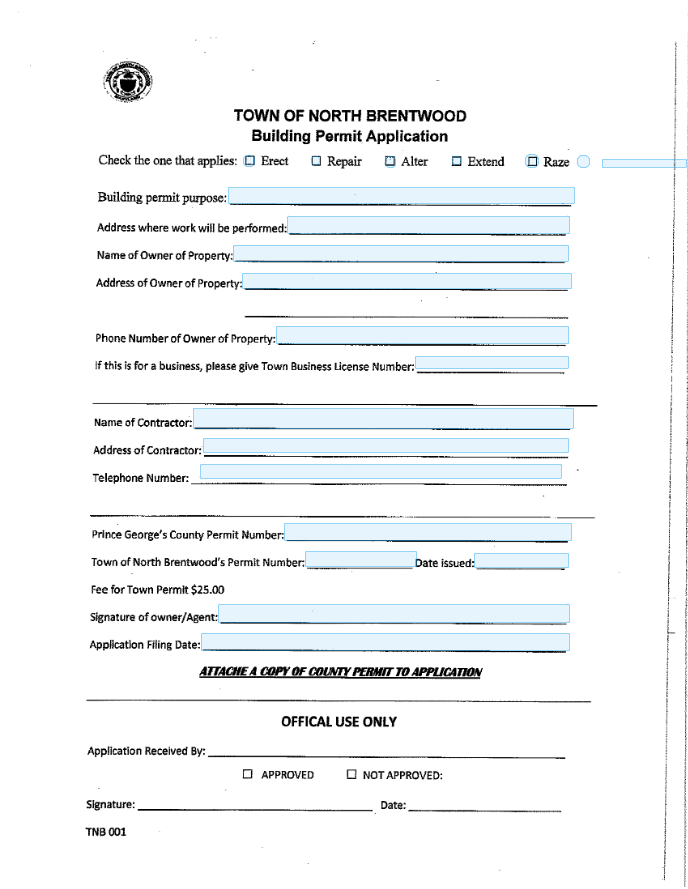 TOWN OF NORTH BRENTWOOD
Building Permit Application
Check the one that applies: Erect Repair Alter Extend Raze
Building permit purpose:
Address where work will be performed:
Name of Owner of Property:
Address of Owner of Property:
Phone Number of Owner of Property:
If this is for a business, please give Town Business License Number:
Name of Contractor:
Address of Contractor:
Telephone Number:
Prince George's County Permit Number:
Town of North Brentwood's Permit Number: Date issued:
Fee for Town Permit $25.00
Signature of owner/Agent:
Application Filing Date:
ATTACHE A COPY OF COUNTY PERMIT TO APPLICATION
OFFICAL USE ONLY
Application Received By:
APPROVED NOT APPROVED:
Signature: Date:
TNB 001